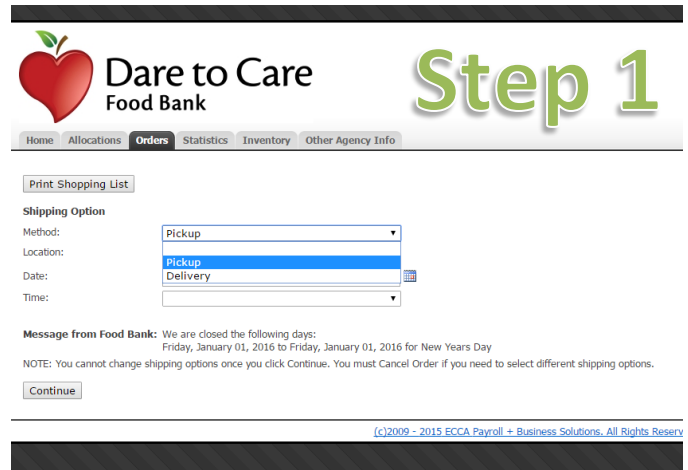 Dare to Care
Food Bank
Step 1
Home Allocations Orders Statistics Inventory Other Agency Info
Print Shopping List
Shipping Option
Method: Pickup
Location:
Pickup
Date: Delivery
Time:
Message from Food Bank: We are closed the following days:
Friday, January 01, 2016 to Friday, January 01, 2016 for New Years Day
NOTE: You cannot change shipping options once you click Continue. You must Cancel Order if you need to select different shipping options.
Continue
(c)2009 - 2015 ECCA Payroll + Business Solutions. All Rights Reserv